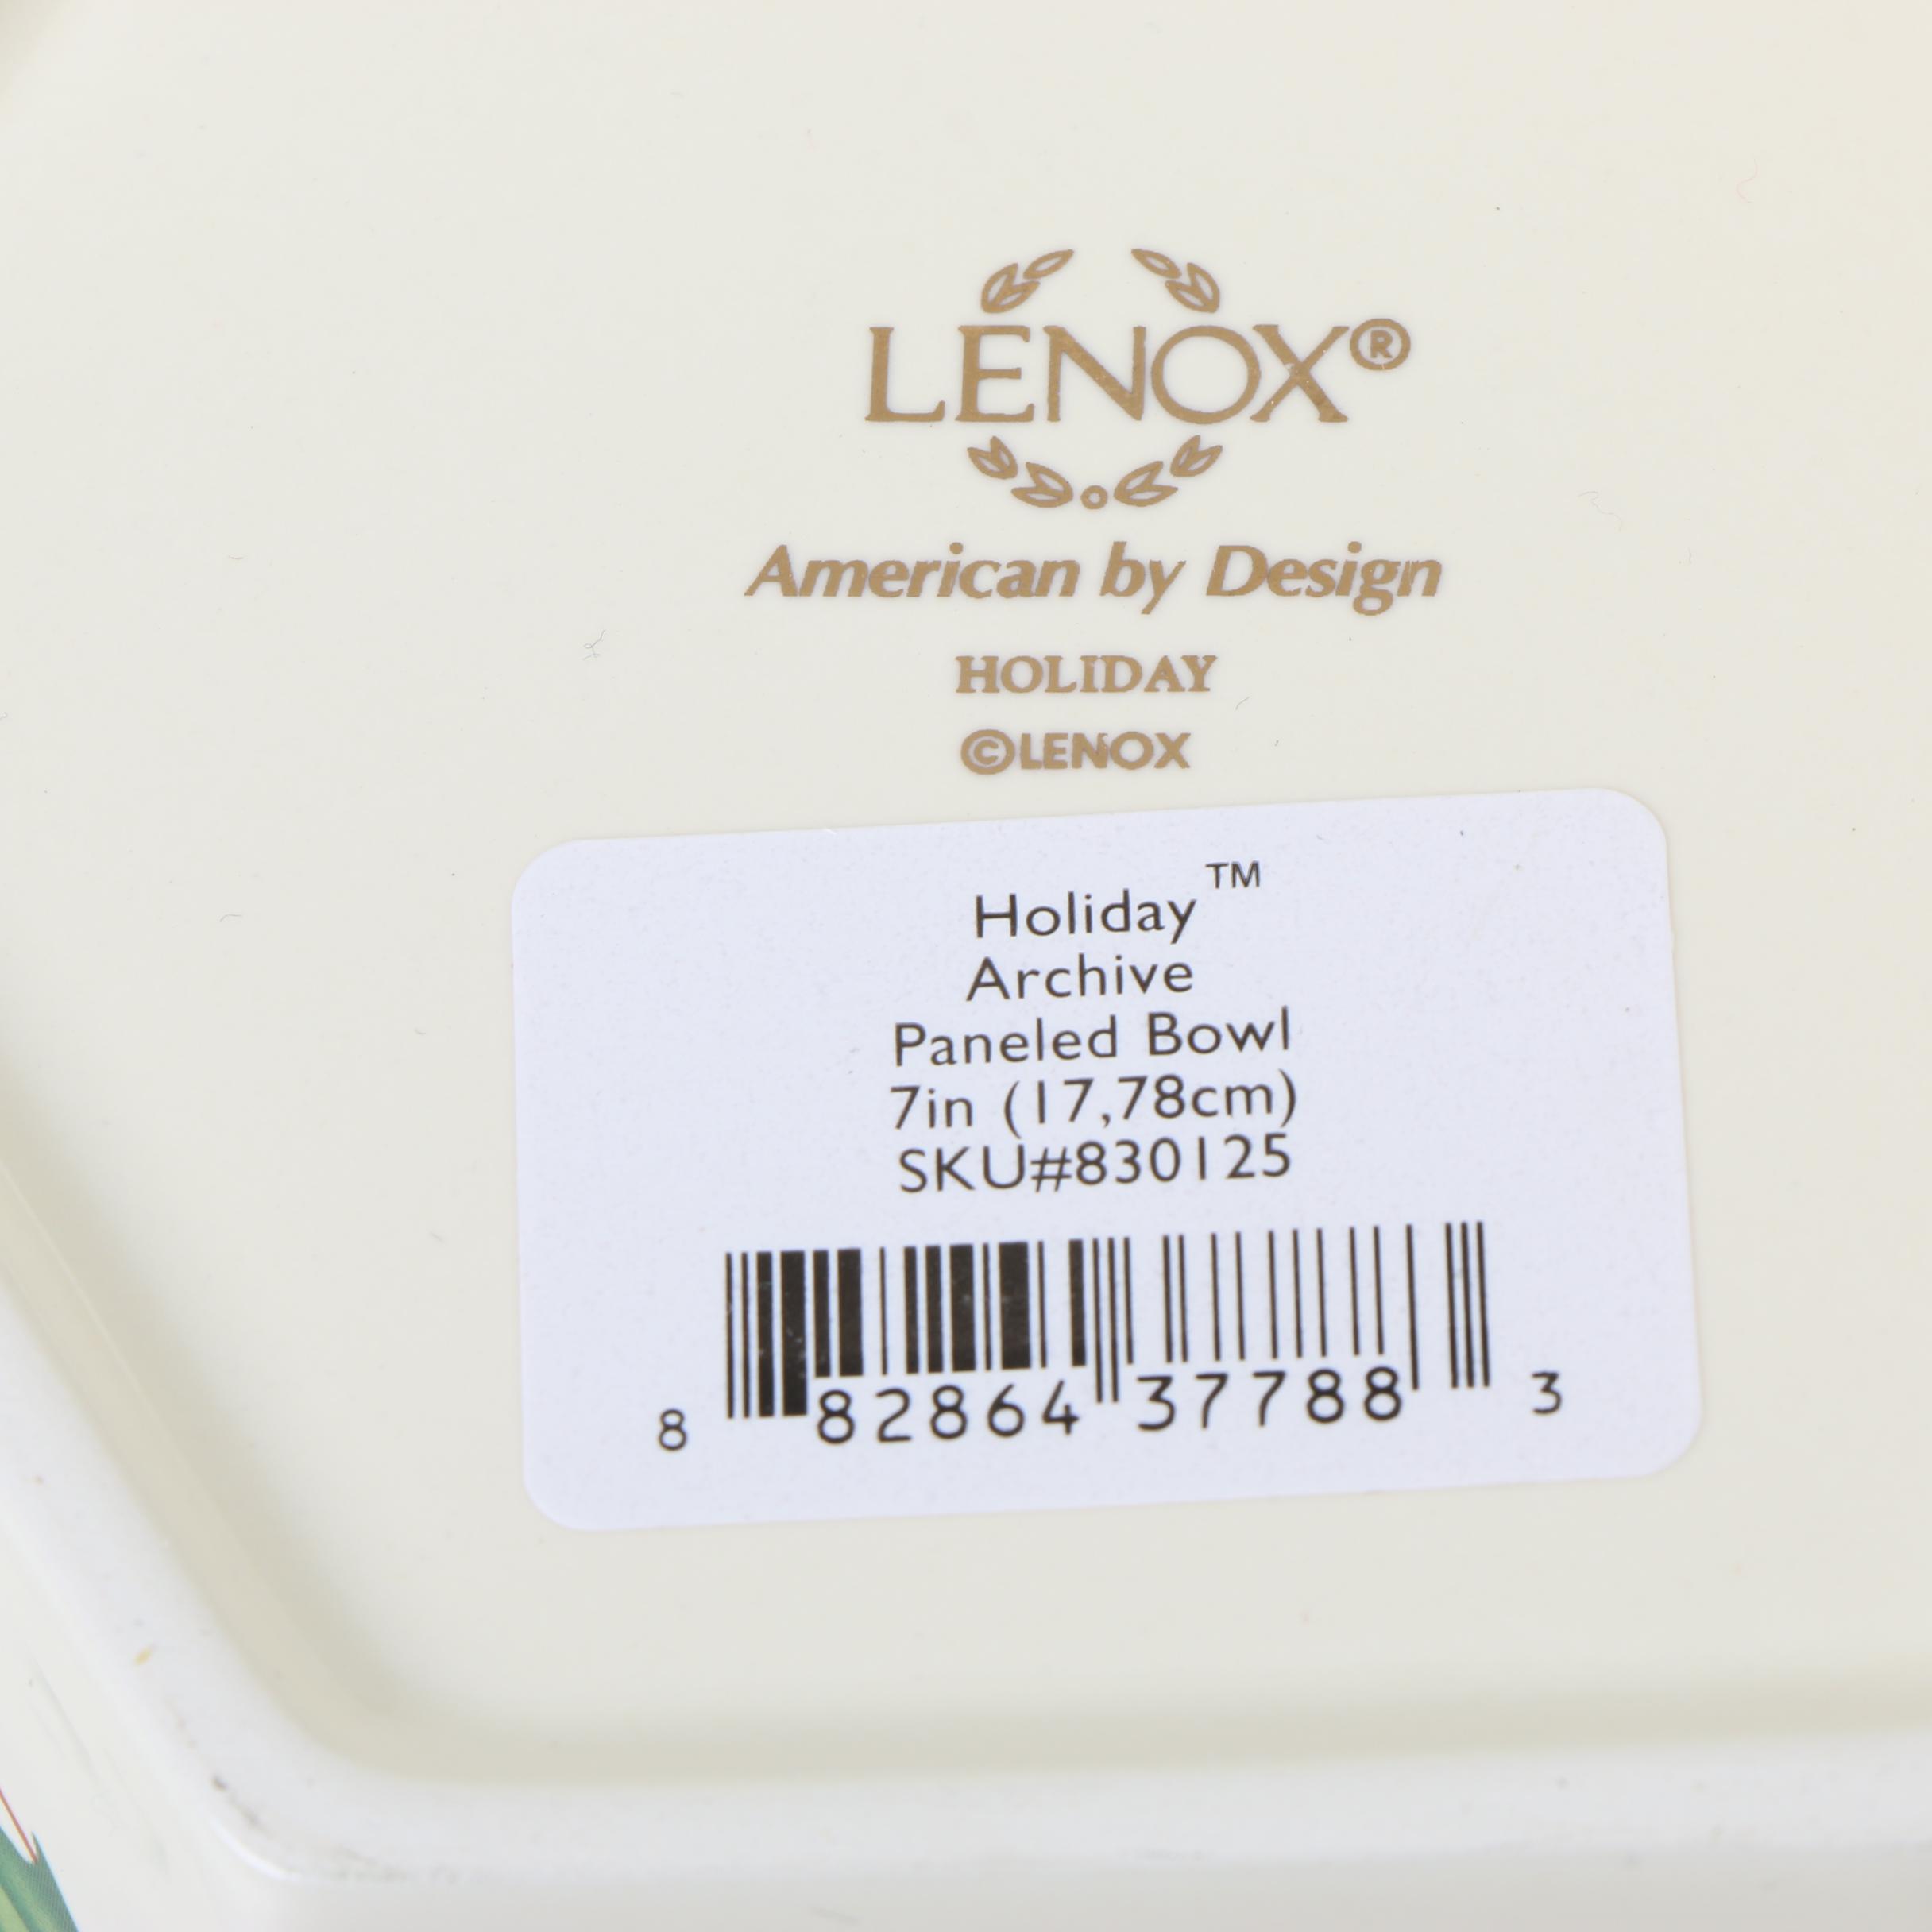 LENOX®
American by Design
HOLIDAY
©LENOX
Holiday™
Archive
Paneled Bowl
7in (17,78cm)
SKU#830125
8 82864 37788 3